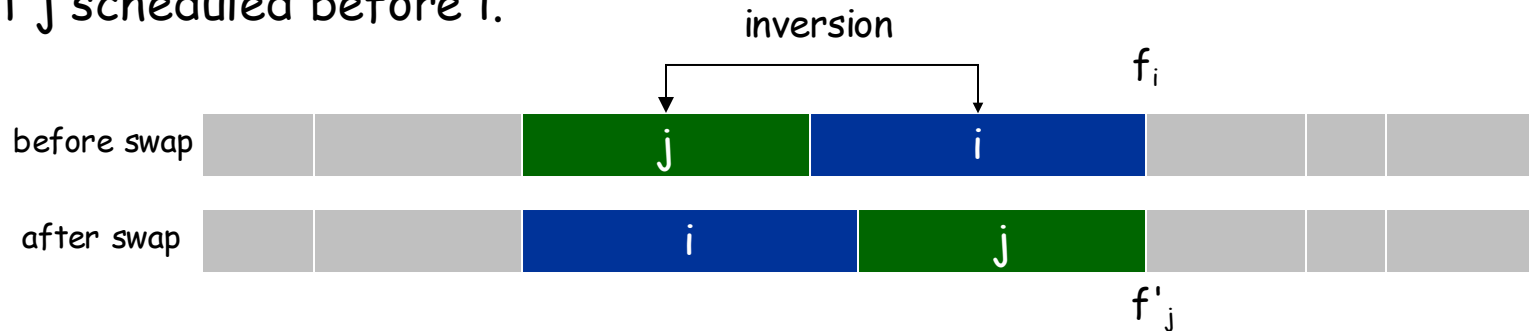 j scheduled before i.
inversion
f_i
before swap j i
after swap i j
f'_j